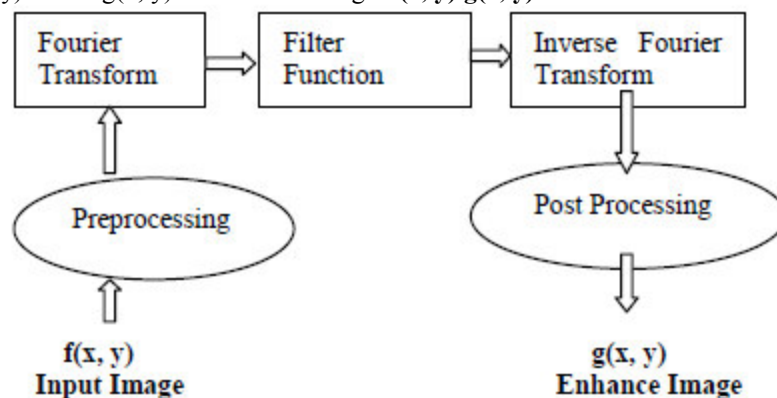 Fourier
Transform
Filter
Function
Inverse Fourier
Transform
Preprocessing
Post Processing
f(x, y)
Input Image
g(x, y)
Enhance Image